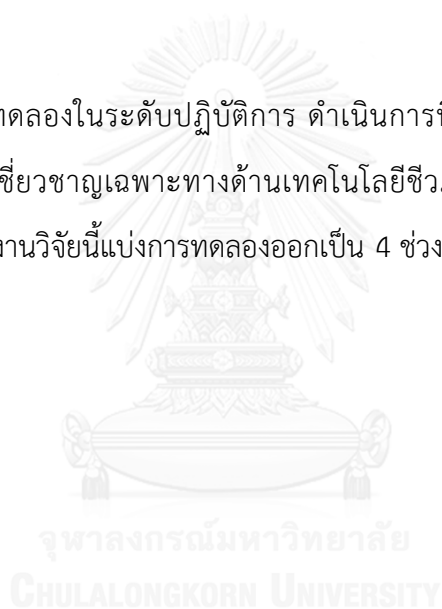 ทดลองในระดับปฏิบัติการ ดำเนินการที
ชี่ยวชาญเฉพาะทางด้านเทคโนโลยีชีว
งานวิจัยนี้แบ่งการทดลองออกเป็น 4 ช่วง
จุฬาลงกรณ์มหาวิทยาลัย
CHULALONGKORN UNIVERSITY